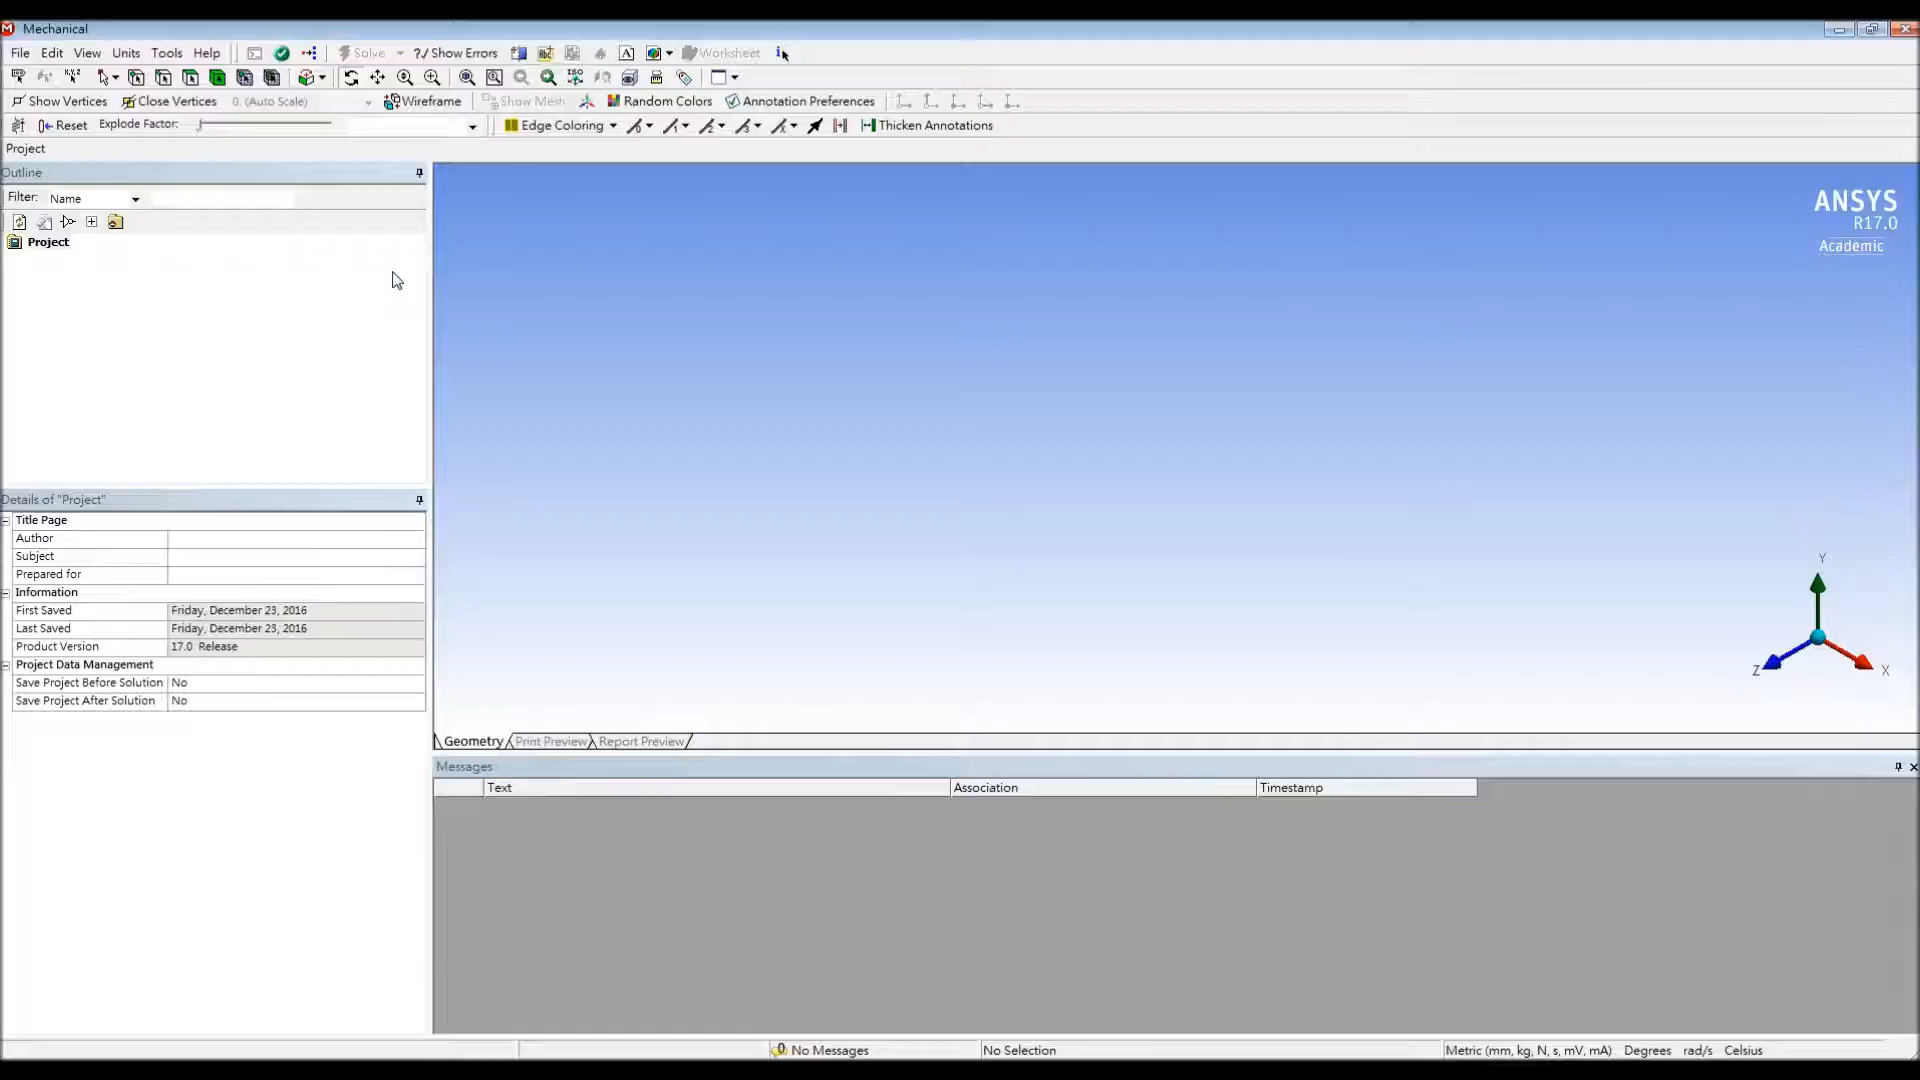 Mechanical
File Edit View Units Tools Help Solve ?/ Show Errors Worksheet
Show Vertices Close Vertices 0. (Auto Scale) Wireframe Show Mesh Random Colors Annotation Preferences
Reset Explode Factor: Edge Coloring Thicken Annotations
Project
Outline
Filter: Name
Project
ANSYS
R17.0
Academic
Details of "Project"
Title Page
Author
Subject
Prepared for
Information
First Saved Friday, December 23, 2016
Last Saved Friday, December 23, 2016
Product Version 17.0 Release
Project Data Management
Save Project Before Solution No
Save Project After Solution No
Y
Z X
Geometry Print Preview Report Preview
Messages
Text Association Timestamp
0 No Messages No Selection Metric (mm, kg, N, s, mV, mA) Degrees rad/s Celsius